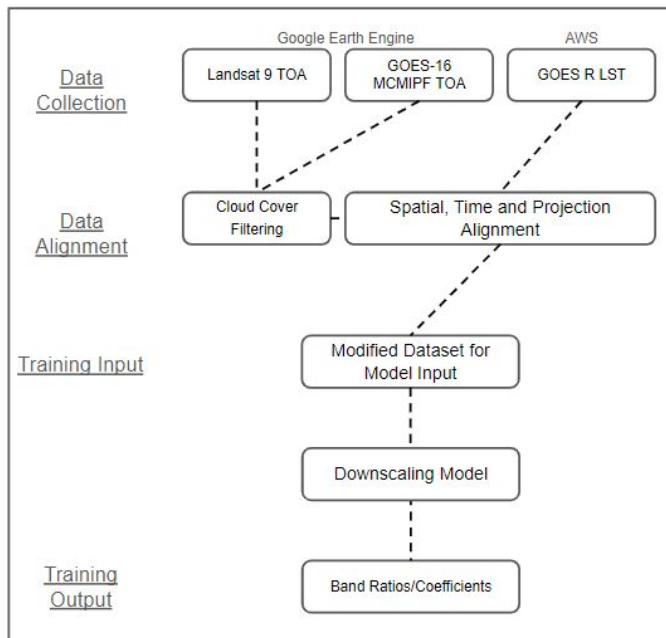 Google Earth Engine
AWS
Data
Collection
Landsat 9 TOA
GOES-16
MCMIPF TOA
GOES R LST
Data
Alignment
Cloud Cover
Filtering
Spatial, Time and Projection
Alignment
Training Input
Modified Dataset for
Model Input
Downscaling Model
Training
Output
Band Ratios/Coefficients